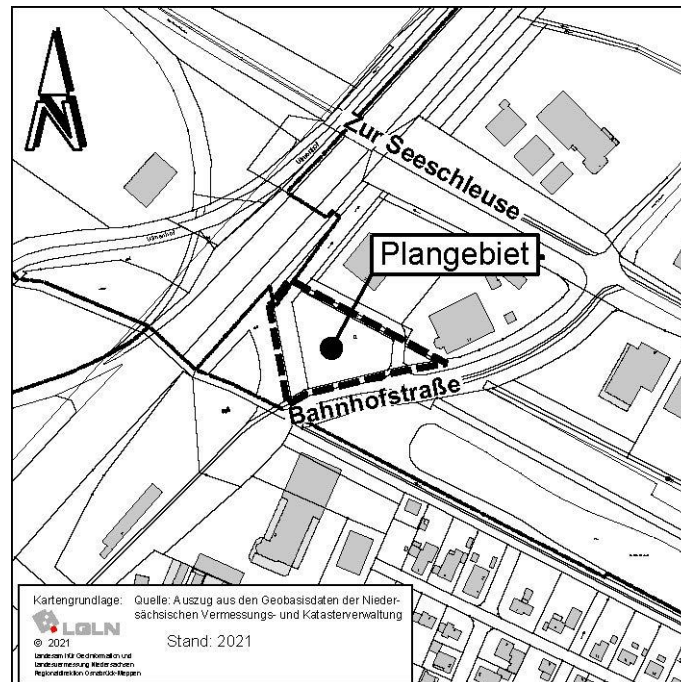 N
Zur Seeschleuse
Plangebiet
Bahnhofstraße
Kartengrundlage: Quelle: Auszug aus den Geobasisdaten der Nieder-
sächsischen Vermessungs- und Katasterverwaltung
LGLN
© 2021 Stand: 2021
Landesamt für Geoinformation und
Landesvermessung Niedersachsen
Regionaldirektion Osnabrück-Meppen